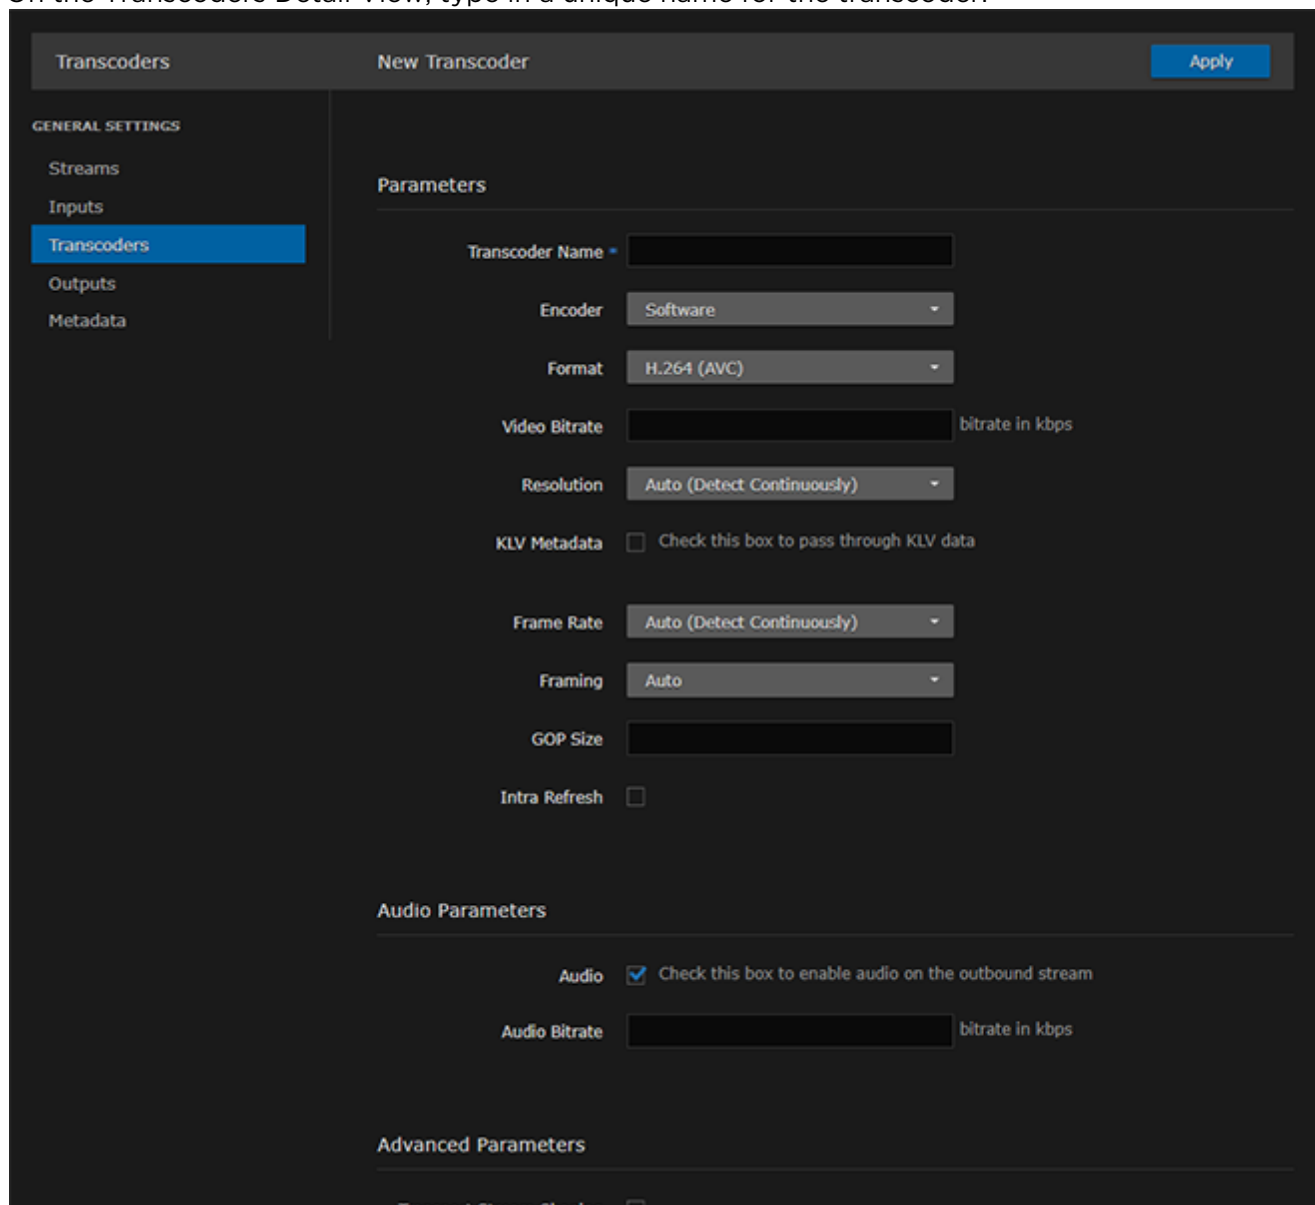 On the Transcoders Detail View, type in a unique name for the transcoder.
Transcoders New Transcoder Apply
GENERAL SETTINGS
Streams
Inputs
Transcoders
Outputs
Metadata
Parameters
Transcoder Name *
Encoder Software
Format H.264 (AVC)
Video Bitrate bitrate in kbps
Resolution Auto (Detect Continuously)
KLV Metadata Check this box to pass through KLV data
Frame Rate Auto (Detect Continuously)
Framing Auto
GOP Size
Intra Refresh
Audio Parameters
Audio Check this box to enable audio on the outbound stream
Audio Bitrate bitrate in kbps
Advanced Parameters